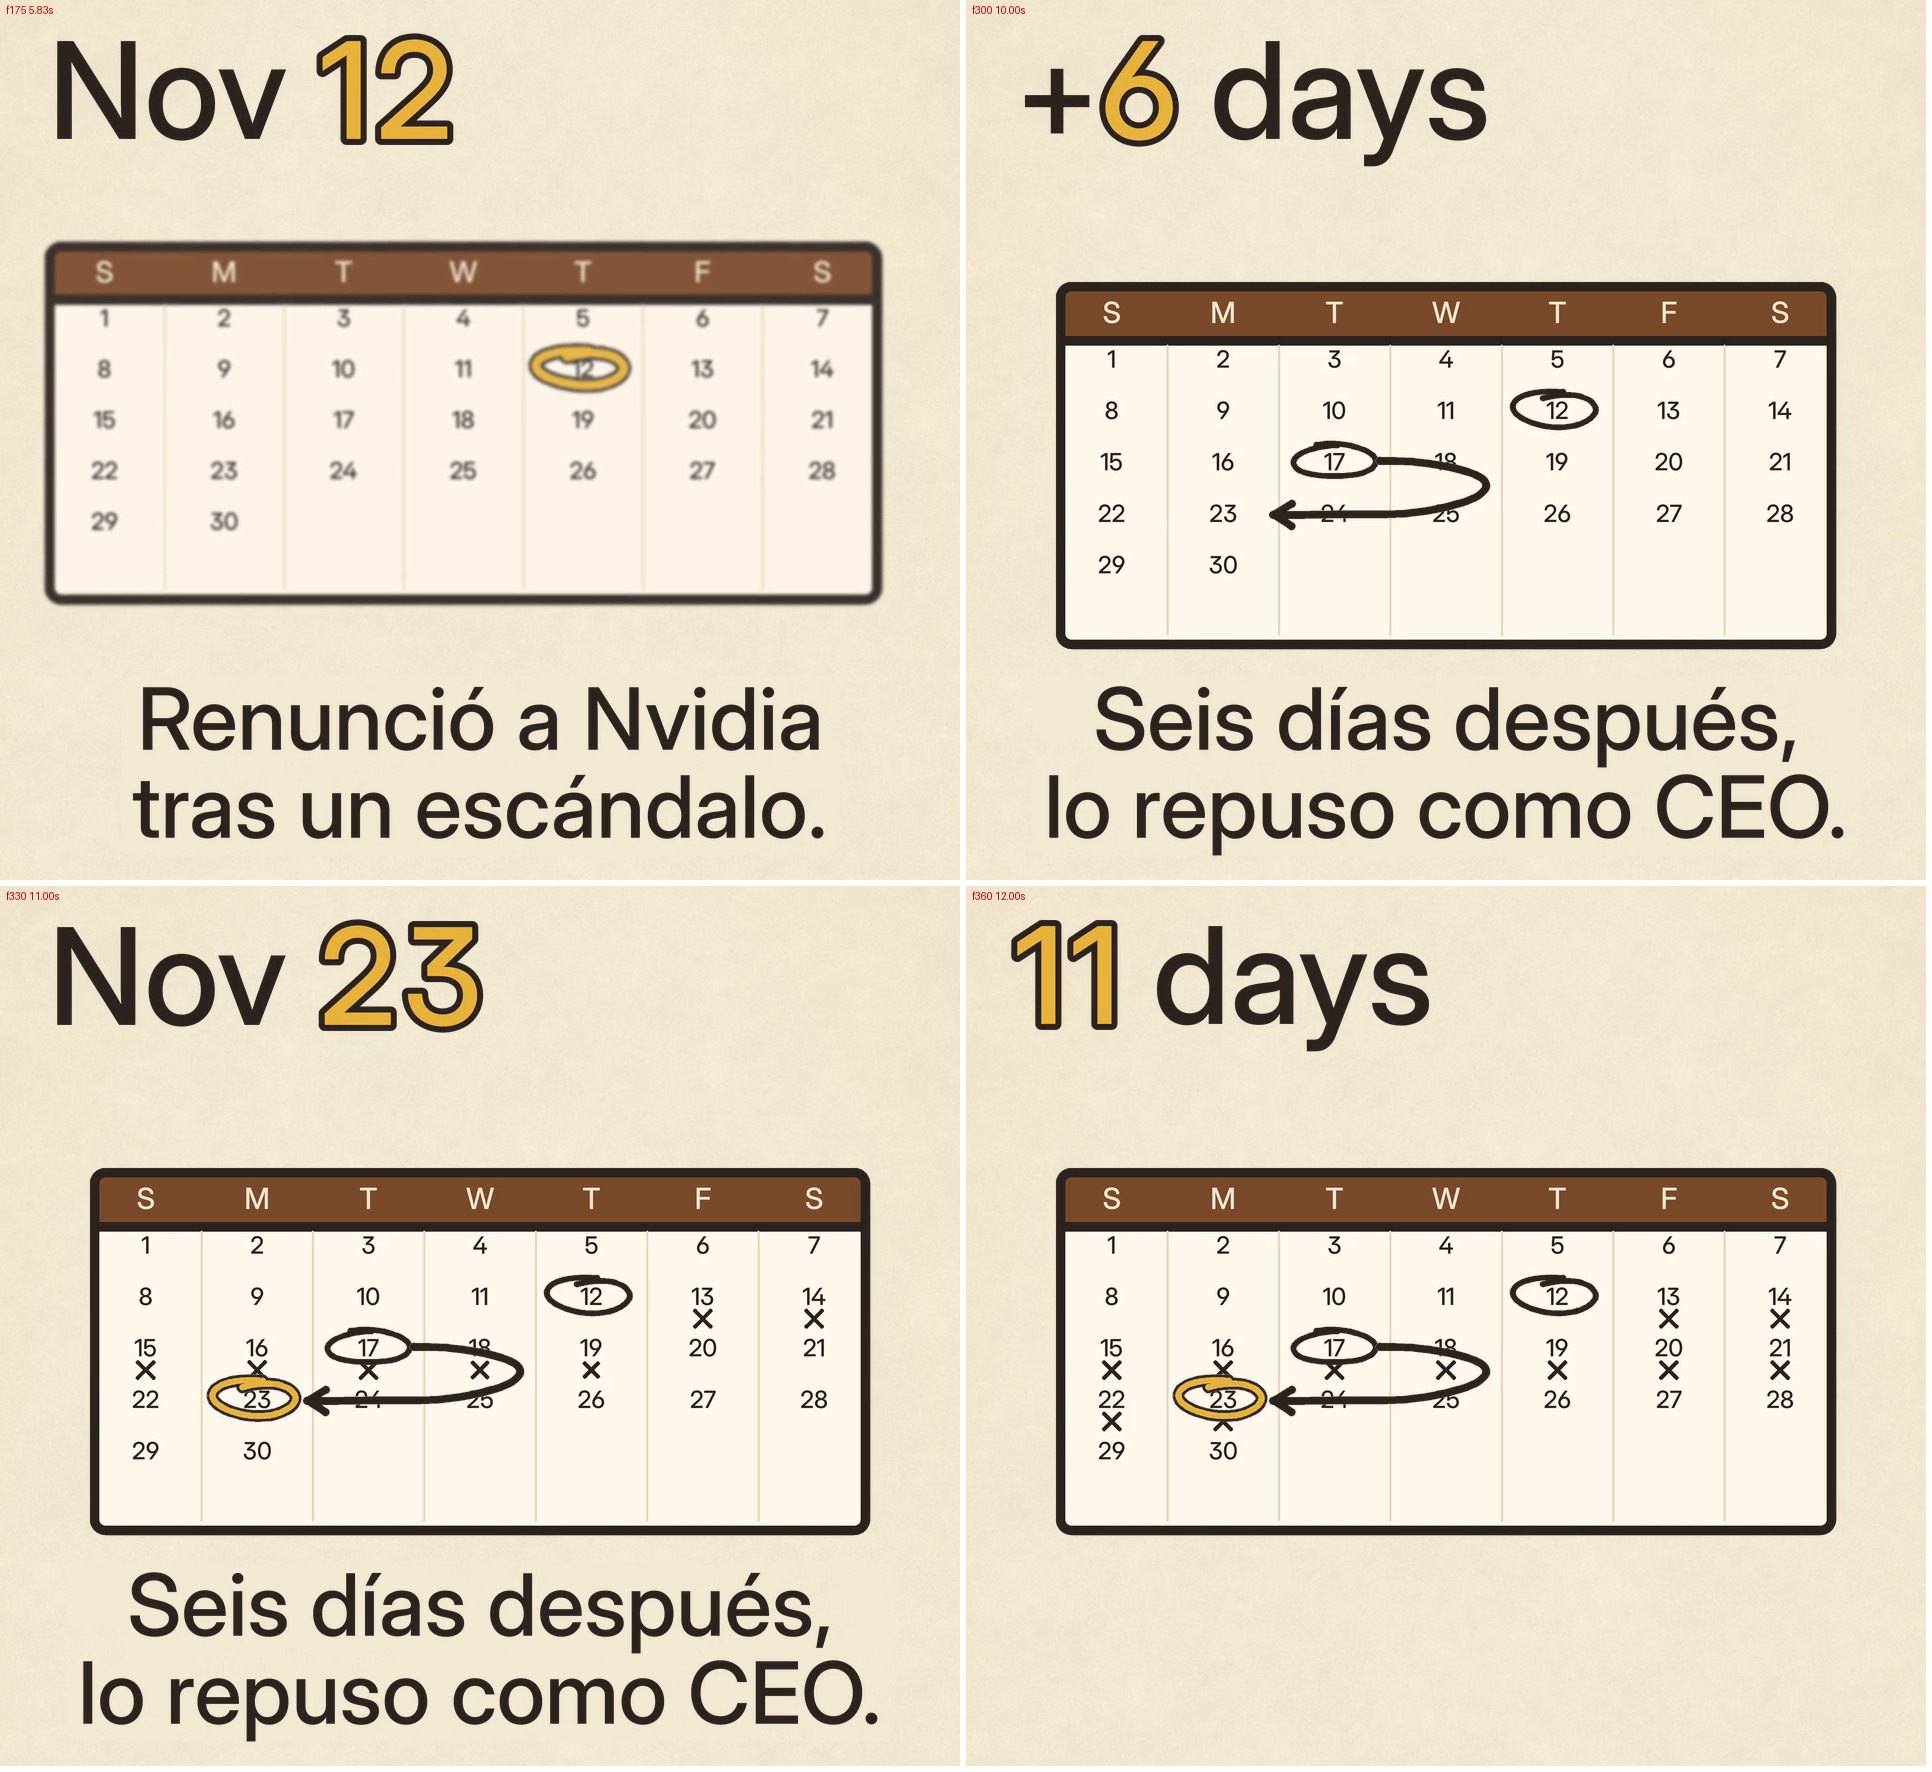 f175 5.83s
Nov 12
S M T W T F S
1 2 3 4 5 6 7
8 9 10 11 12 13 14
15 16 17 18 19 20 21
22 23 24 25 26 27 28
29 30
Renunció a Nvidia
tras un escándalo.
f300 10.00s
+6 days
S M T W T F S
1 2 3 4 5 6 7
8 9 10 11 12 13 14
15 16 17 18 19 20 21
22 23 24 25 26 27 28
29 30
Seis días después,
lo repuso como CEO.
f330 11.00s
Nov 23
S M T W T F S
1 2 3 4 5 6 7
8 9 10 11 12 13 14
15 16 17 18 19 20 21
22 23 24 25 26 27 28
29 30
Seis días después,
lo repuso como CEO.
f360 12.00s
11 days
S M T W T F S
1 2 3 4 5 6 7
8 9 10 11 12 13 14
15 16 17 18 19 20 21
22 23 24 25 26 27 28
29 30